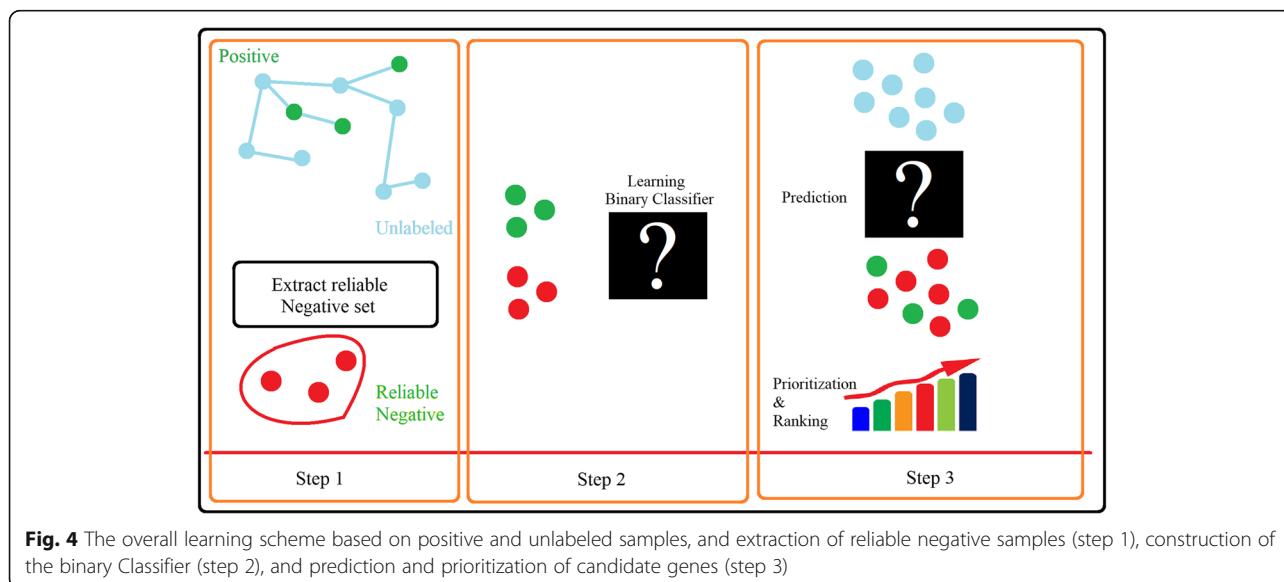 Positive
Unlabeled
Extract reliable
Negative set
Reliable
Negative
Step 1
Learning
Binary Classifier
?
Step 2
Prediction
?
Prioritization
&
Ranking
Step 3
Fig. 4 The overall learning scheme based on positive and unlabeled samples, and extraction of reliable negative samples (step 1), construction of
the binary Classifier (step 2), and prediction and prioritization of candidate genes (step 3)